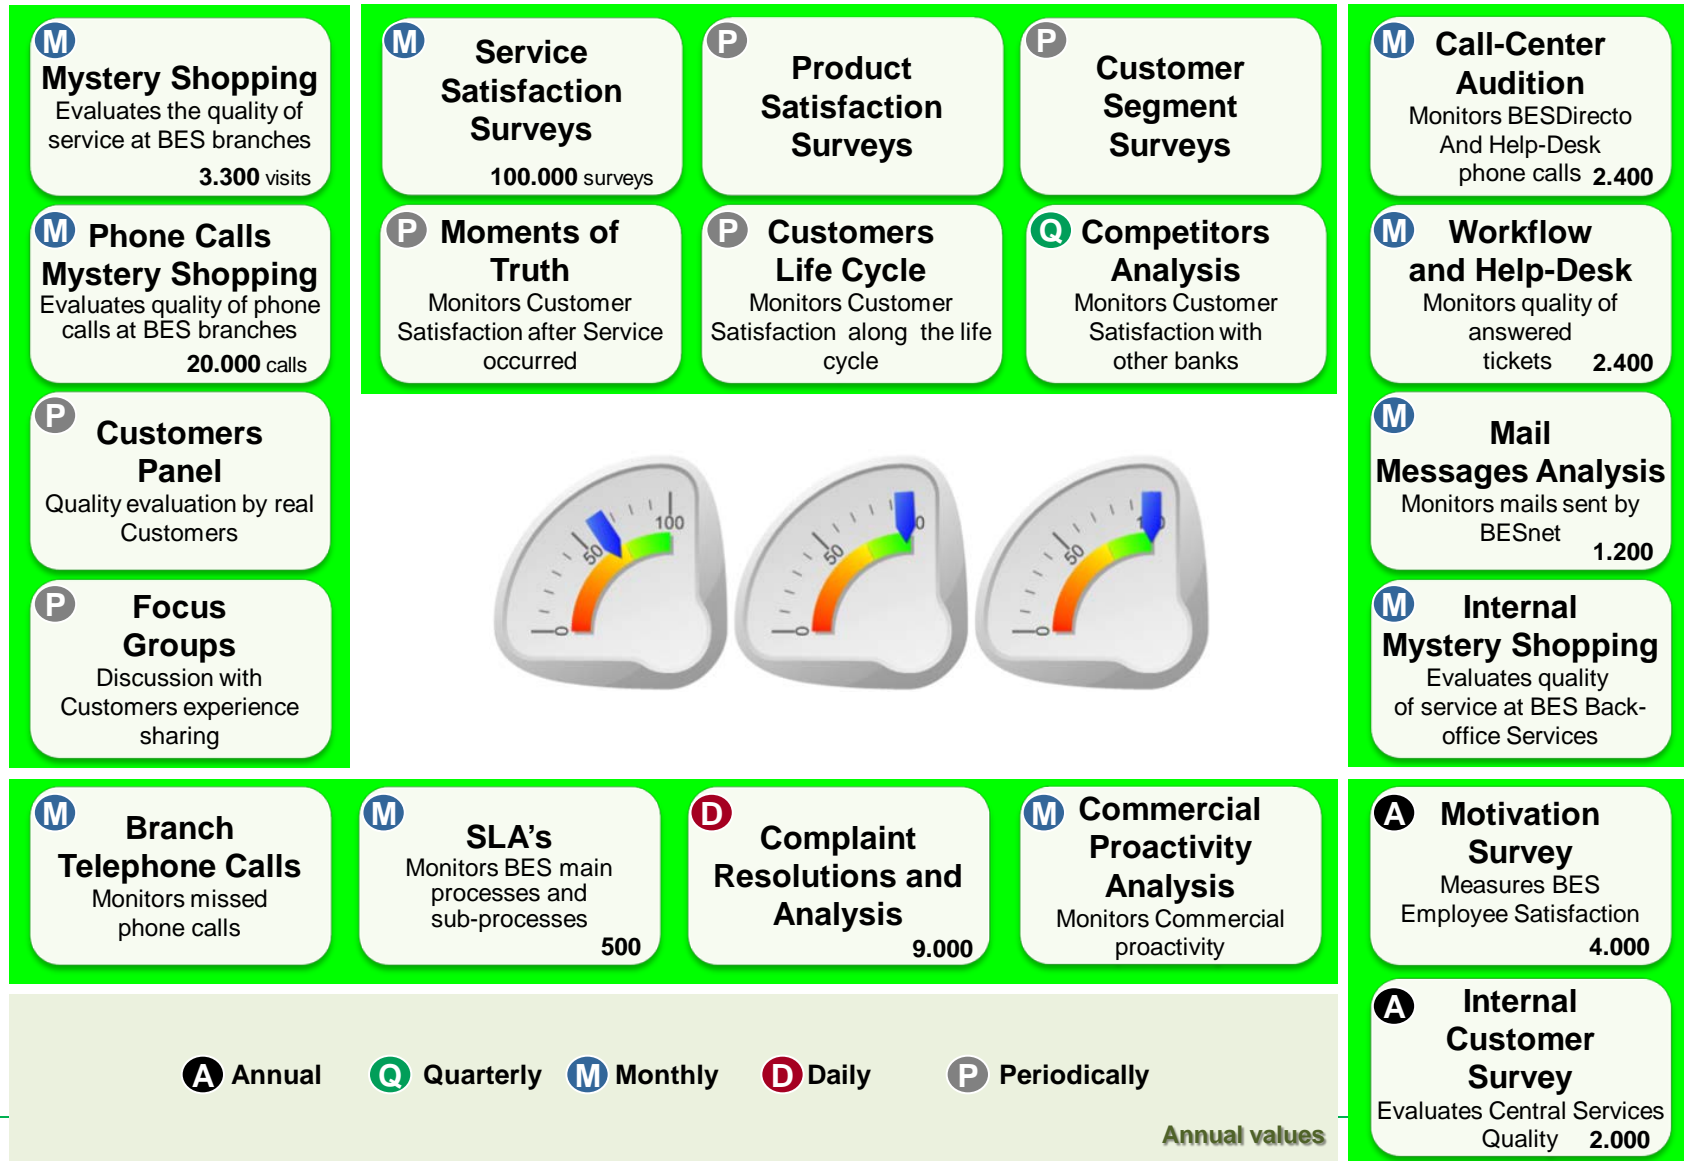 M
Mystery Shopping
Evaluates the quality of
service at BES branches
3.300 visits
M
Phone Calls
Mystery Shopping
Evaluates quality of phone
calls at BES branches
20.000 calls
P
Customers
Panel
Quality evaluation by real
Customers
P
Focus
Groups
Discussion with
Customers experience
sharing
M
Service
Satisfaction
Surveys
100.000 surveys
P
Product
Satisfaction
Surveys
P
Customer
Segment
Surveys
P
Moments of
Truth
Monitors Customer
Satisfaction after Service
occurred
P
Customers
Life Cycle
Monitors Customer
Satisfaction along the life
cycle
Q
Competitors
Analysis
Monitors Customer
Satisfaction with
other banks
0
50
100
0
50
0
0
50
M
Call-Center
Audition
Monitors BESDirecto
And Help-Desk
phone calls 2.400
M
Workflow
and Help-Desk
Monitors quality of
answered
tickets 2.400
M
Mail
Messages Analysis
Monitors mails sent by
BESnet
1.200
M
Internal
Mystery Shopping
Evaluates quality
of service at BES Back-
office Services
M
Branch
Telephone Calls
Monitors missed
phone calls
M
SLA's
Monitors BES main
processes and
sub-processes
500
D
Complaint
Resolutions and
Analysis
9.000
M
Commercial
Proactivity
Analysis
Monitors Commercial
proactivity
A
Motivation
Survey
Measures BES
Employee Satisfaction
4.000
A
Internal
Customer
Survey
Evaluates Central Services
Quality 2.000
A Annual
Q Quarterly
M Monthly
D Daily
P Periodically
Annual values